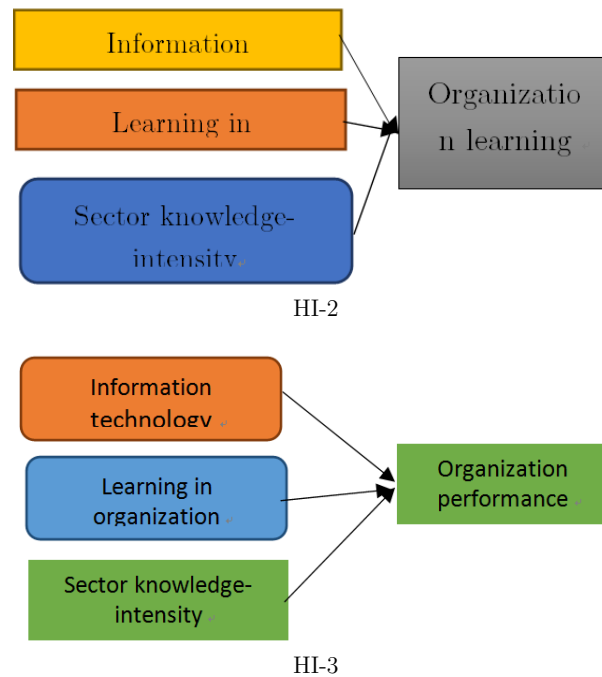 Information
Learning in
Organizatio
n learning
Sector knowledge-
intensity
HI-2
Information
technology
Learning in
organization
Organization
performance
Sector knowledge-
intensity
HI-3